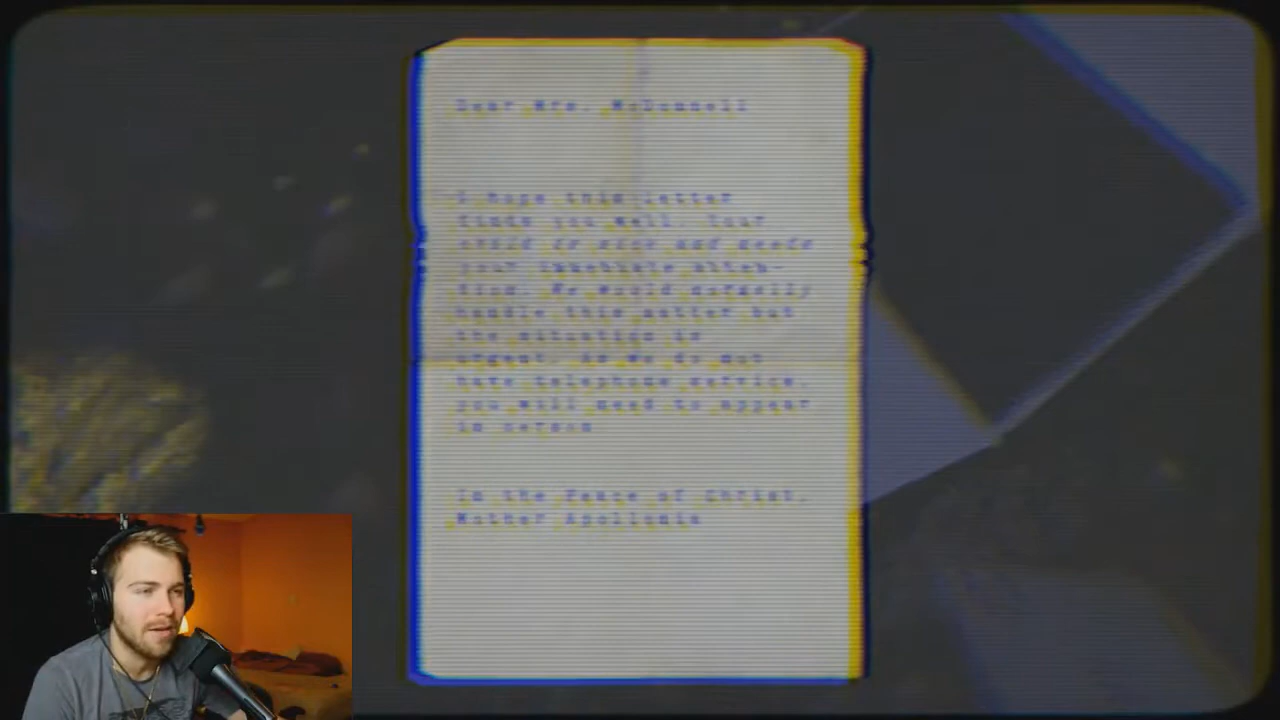 Dear Mrs. McDonnell
I hope this letter
finds you well. Your
child is sick and needs
your immediate atten-
tion. We would normally
handle this matter but
the situation is
urgent. As we do not
have telephone service,
you will need to appear
in person
In the Peace of Christ,
Mother Apollonia